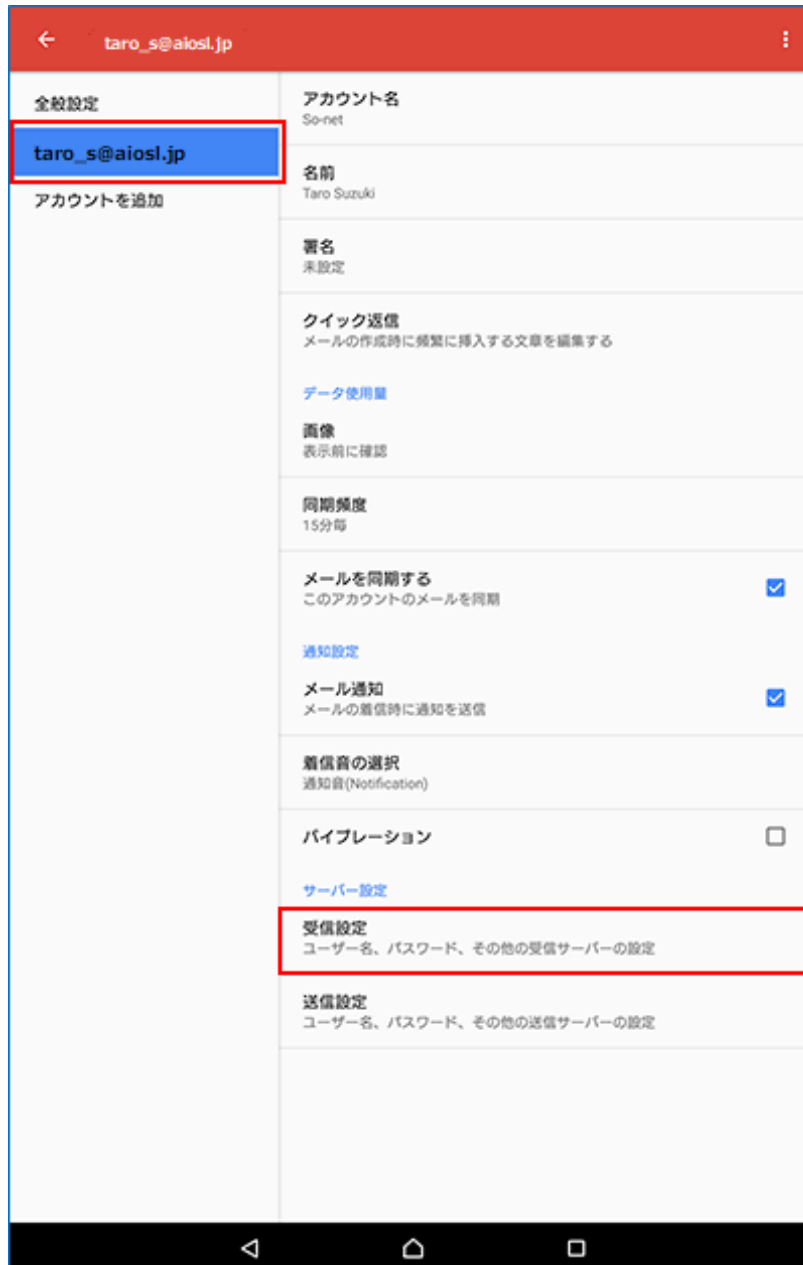 taro_s@aiosl.jp
全般設定
taro_s@aiosl.jp
アカウントを追加
アカウント名
So-net
名前
Taro Suzuki
署名
未設定
クイック返信
メールの作成時に頻繁に挿入する文章を編集する
データ使用量
画像
表示前に確認
同期頻度
15分毎
メールを同期する
このアカウントのメールを同期
通知設定
メール通知
メールの着信時に通知を送信
着信音の選択
通知音(Notification)
バイブレーション
サーバー設定
受信設定
ユーザー名、パスワード、その他の受信サーバーの設定
送信設定
ユーザー名、パスワード、その他の送信サーバーの設定